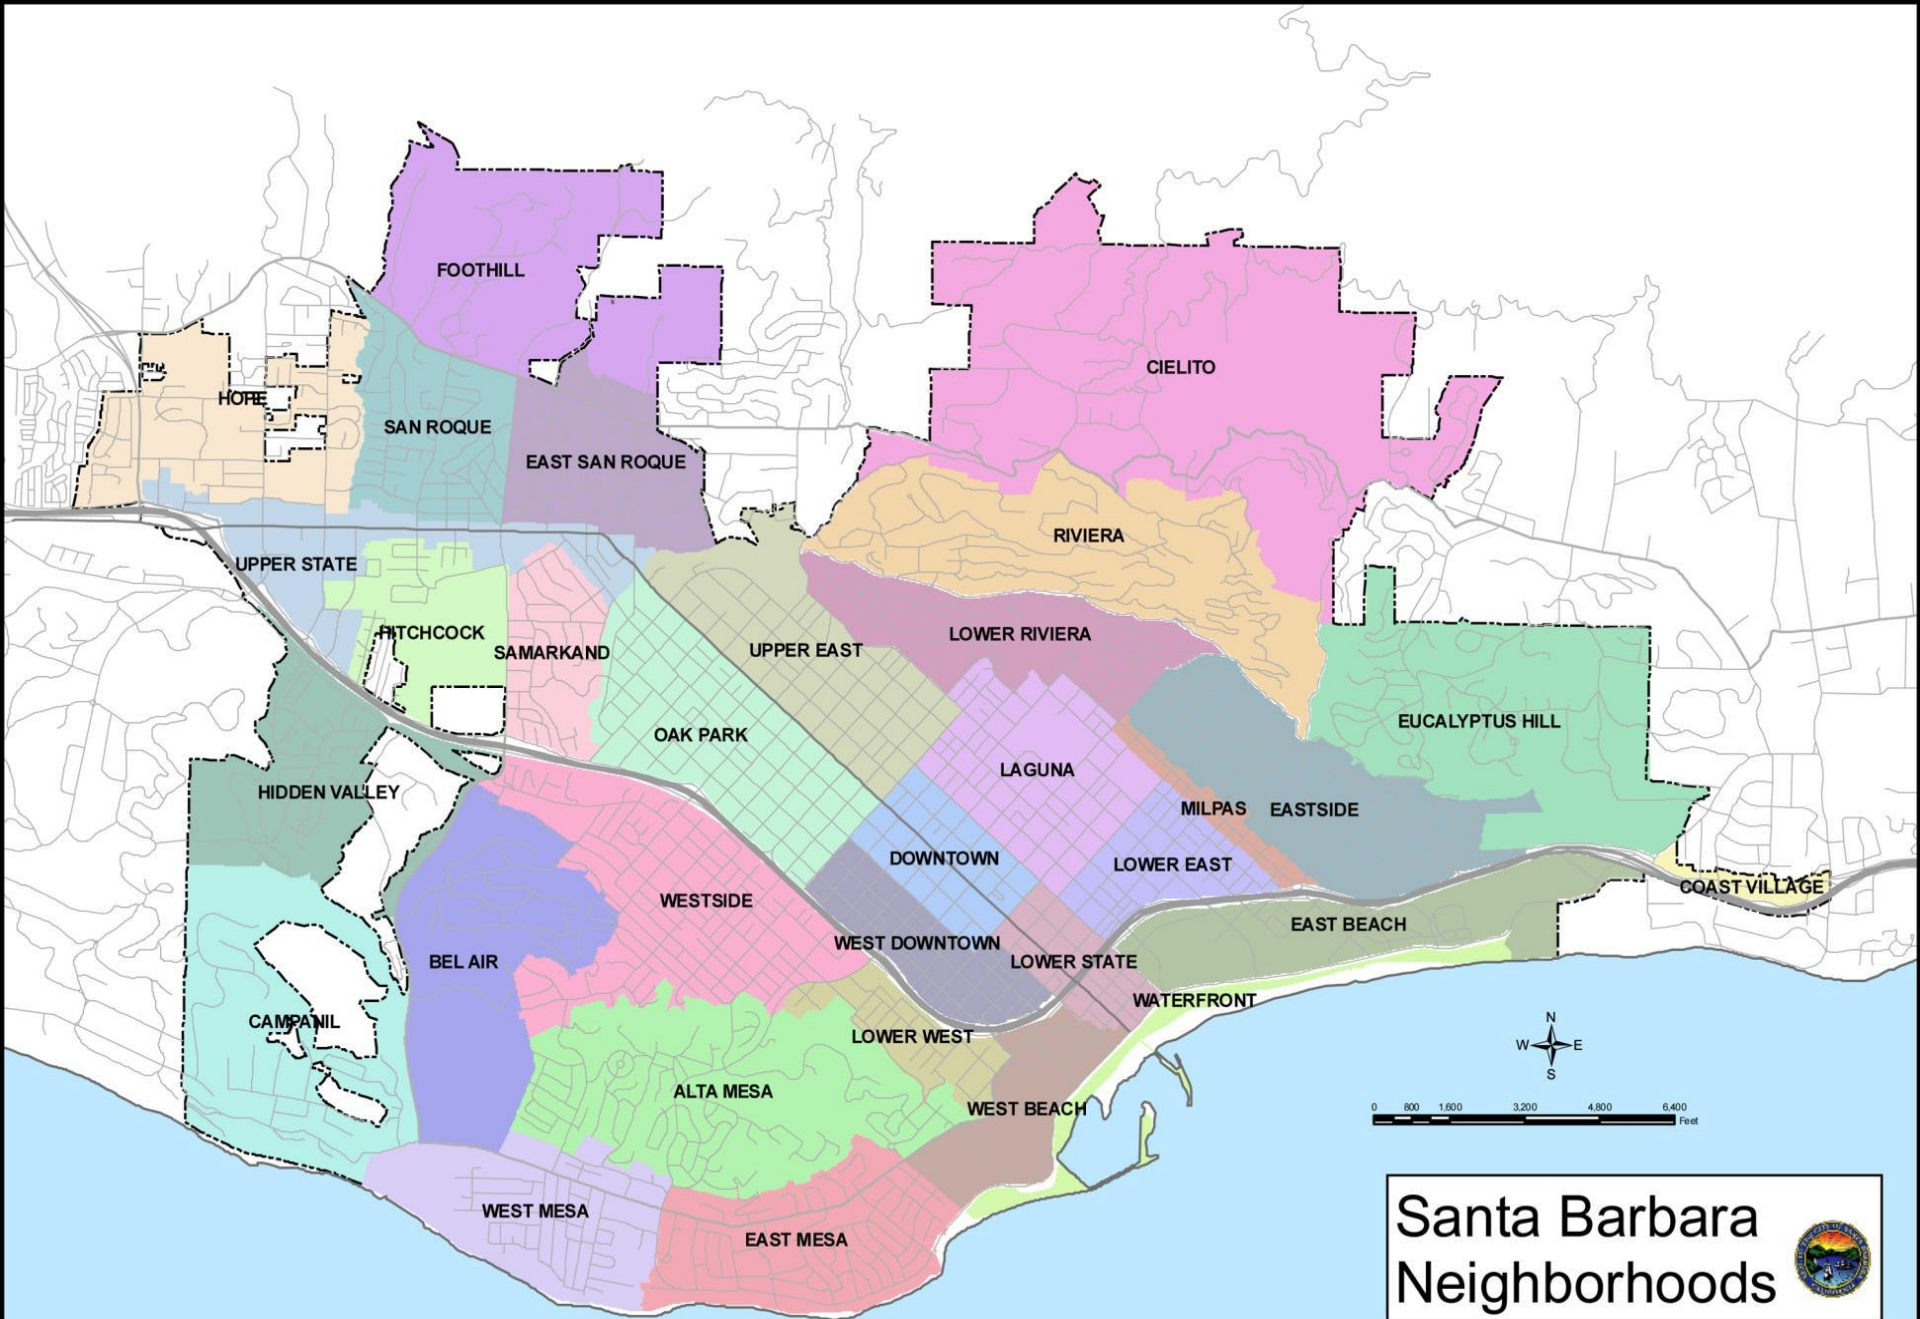 FOOTHILL
CIELITO
HOPE
SAN ROQUE
EAST SAN ROQUE
RIVIERA
UPPER STATE
HITCHCOCK
SAMARKAND
UPPER EAST
LOWER RIVIERA
OAK PARK
EUCALYPTUS HILL
LAGUNA
HIDDEN VALLEY
MILPAS
EASTSIDE
DOWNTOWN
LOWER EAST
COAST VILLAGE
WESTSIDE
EAST BEACH
WEST DOWNTOWN
BEL AIR
LOWER STATE
WATERFRONT
CAMPANIL
LOWER WEST
N
W
E
S
ALTA MESA
WEST BEACH
0 800 1,600 3,200 4,800 6,400
Feet
WEST MESA
EAST MESA
Santa Barbara
Neighborhoods